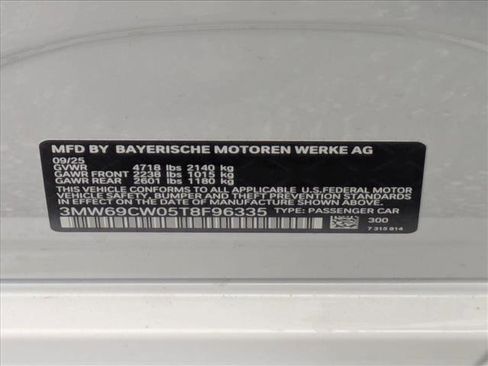 MFD BY BAYERISCHE MOTOREN WERKE AG
09/25
GVWR 4718 lbs 2140 kg
GAWR FRONT 2238 lbs 1015 kg
GAWR REAR 2601 lbs 1180 kg
THIS VEHICLE CONFORMS TO ALL APPLICABLE U.S. FEDERAL MOTOR
VEHICLE SAFETY, BUMPER, AND THEFT PREVENTION STANDARDS IN
EFFECT ON THE DATE OF MANUFACTURE SHOWN ABOVE.
3MW69CW05T8F96335 TYPE: PASSENGER CAR
300
7 315 814